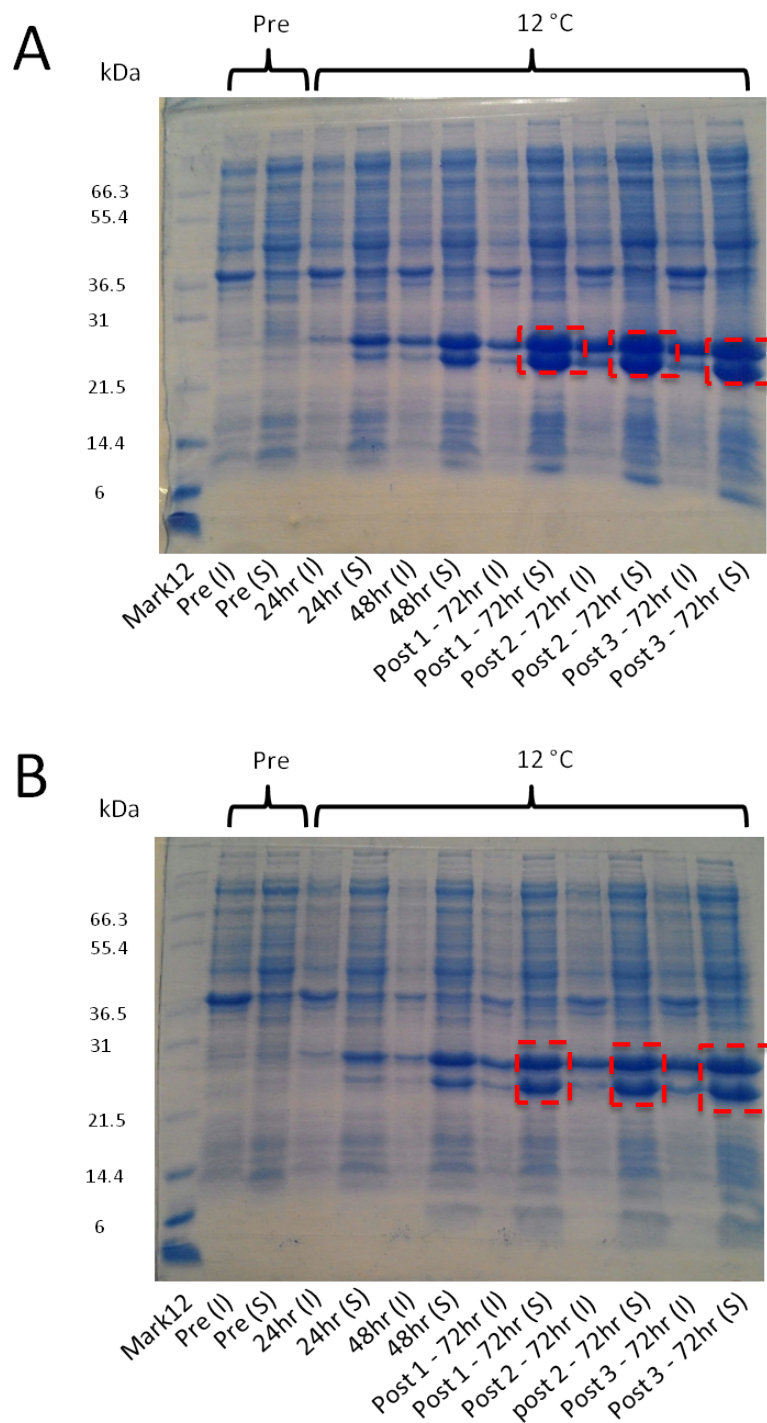 A
Pre
12 °C
kDa
66.3
55.4
36.5
31
21.5
14.4
6
Mark12
Pre (I)
Pre (S)
24hr (I)
24hr (S)
48hr (I)
48hr (S)
Post 1 - 72hr (I)
Post 1 - 72hr (S)
Post 2 - 72hr (I)
Post 2 - 72hr (S)
Post 3 - 72hr (I)
Post 3 - 72hr (S)
B
Pre
12 °C
kDa
66.3
55.4
36.5
31
21.5
14.4
6
Mark12
Pre (I)
Pre (S)
24hr (I)
24hr (S)
48hr (I)
48hr (S)
Post 1 - 72hr (I)
Post 1 - 72hr (S)
Post 2 - 72hr (I)
post 2 - 72hr (S)
Post 3 - 72hr (I)
Post 3 - 72hr (S)